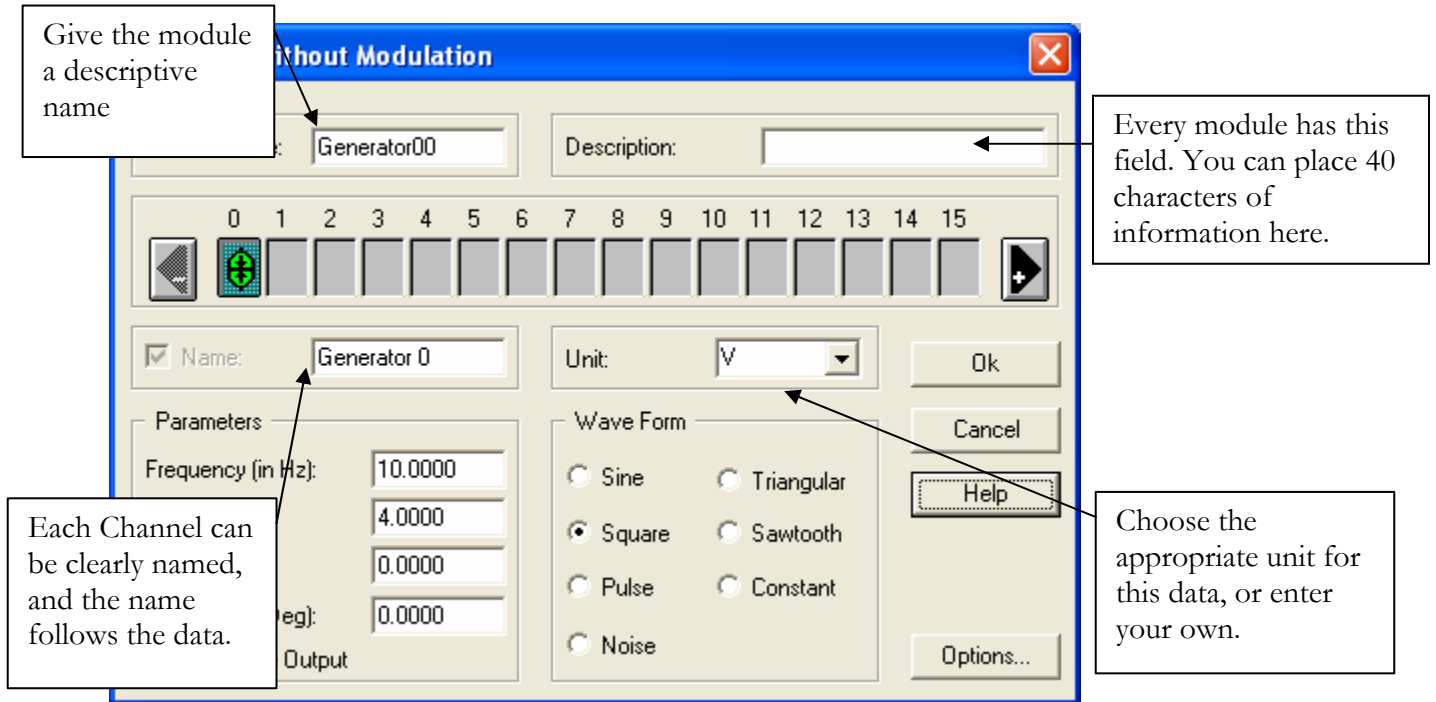 Give the module
a descriptive
name
ithout Modulation
Generator00
Description:
Every module has this
field. You can place 40
characters of
information here.
0 1 2 3 4 5 6 7 8 9 10 11 12 13 14 15
- +
Name: Generator 0
Unit: V
Ok
Parameters
Wave Form
Cancel
Frequency (in Hz): 10.0000
Sine
Triangular
Help
4.0000
Square
Sawtooth
0.0000
Pulse
Constant
eg): 0.0000
Noise
Output
Options...
Each Channel can
be clearly named,
and the name
follows the data.
Choose the
appropriate unit for
this data, or enter
your own.